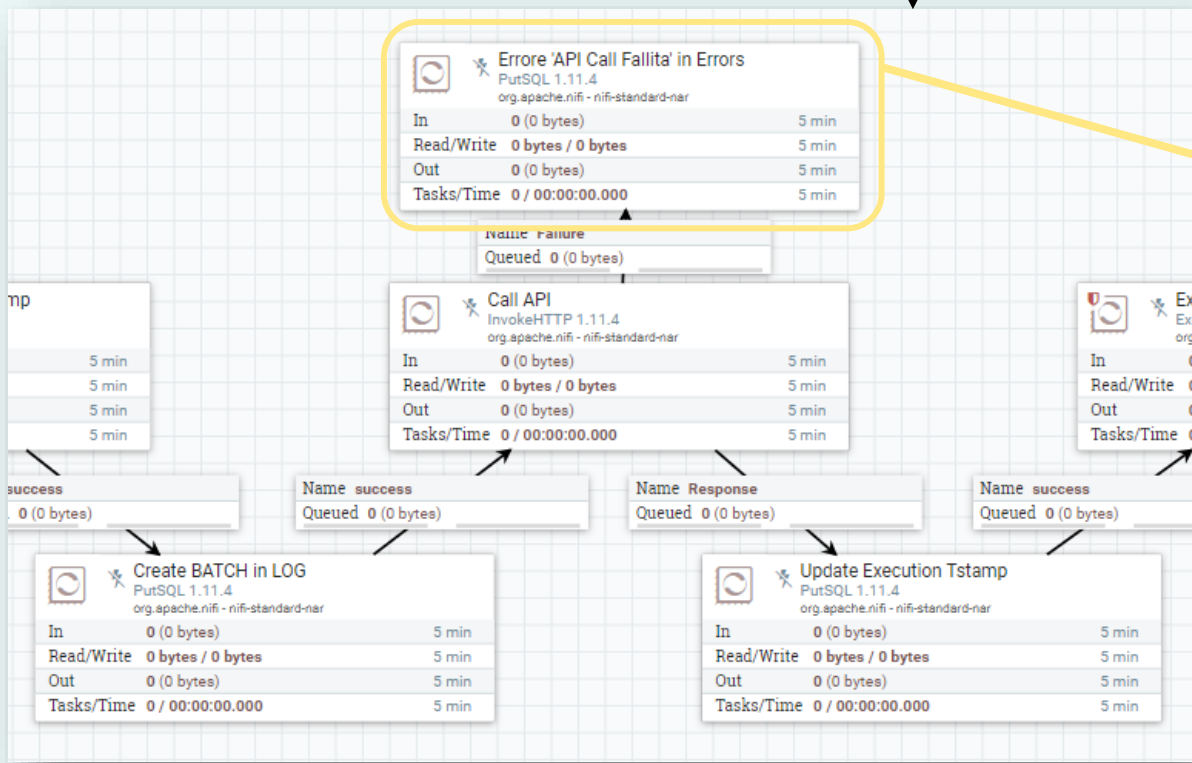 Errore 'API Call Fallita' in Errors
PutSQL 1.11.4
org.apache.nifi - nifi-standard-nar
In 0 (0 bytes) 5 min
Read/Write 0 bytes / 0 bytes 5 min
Out 0 (0 bytes) 5 min
Tasks/Time 0 / 00:00:00.000 5 min
Name Failure
Queued 0 (0 bytes)
mp
5 min
5 min
5 min
5 min
Call API
InvokeHTTP 1.11.4
org.apache.nifi - nifi-standard-nar
In 0 (0 bytes) 5 min
Read/Write 0 bytes / 0 bytes 5 min
Out 0 (0 bytes) 5 min
Tasks/Time 0 / 00:00:00.000 5 min
Ex
Ex
org
In 0
Read/Write 0
Out 0
Tasks/Time 0
success
0 (0 bytes)
Name success
Queued 0 (0 bytes)
Name Response
Queued 0 (0 bytes)
Name success
Queued 0 (0 bytes)
Create BATCH in LOG
PutSQL 1.11.4
org.apache.nifi - nifi-standard-nar
In 0 (0 bytes) 5 min
Read/Write 0 bytes / 0 bytes 5 min
Out 0 (0 bytes) 5 min
Tasks/Time 0 / 00:00:00.000 5 min
Update Execution Tstamp
PutSQL 1.11.4
org.apache.nifi - nifi-standard-nar
In 0 (0 bytes) 5 min
Read/Write 0 bytes / 0 bytes 5 min
Out 0 (0 bytes) 5 min
Tasks/Time 0 / 00:00:00.000 5 min